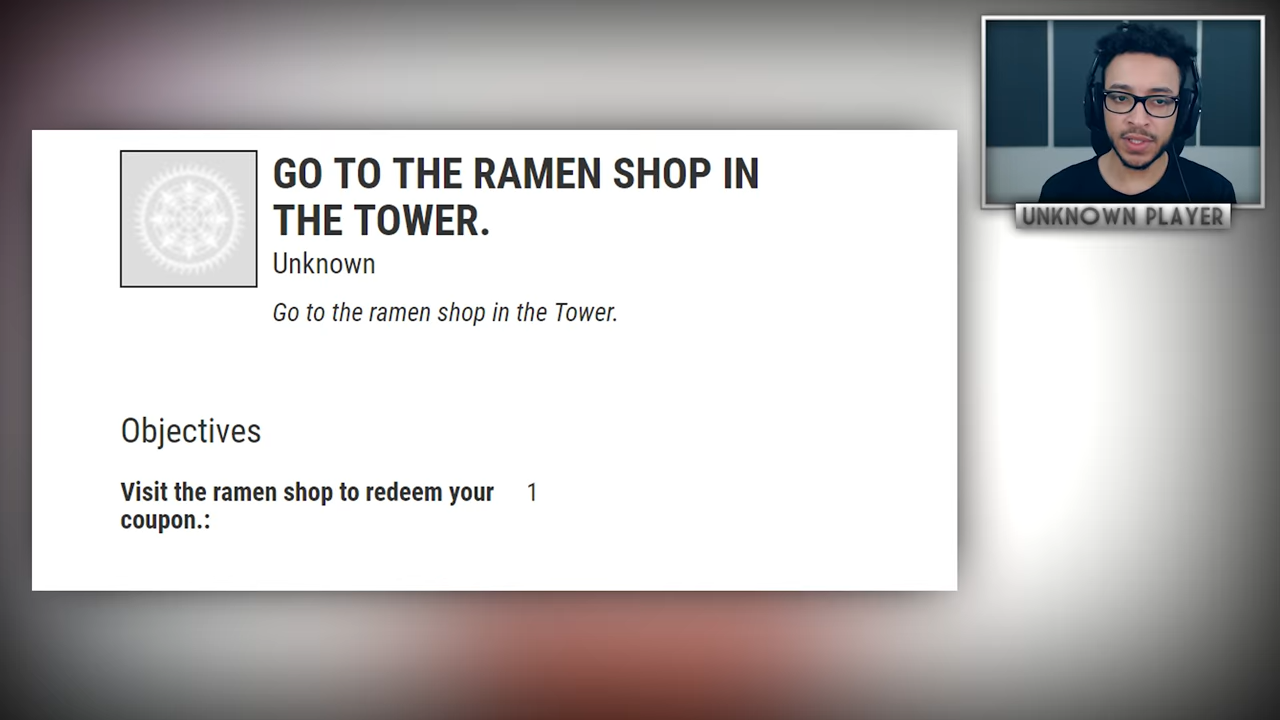 GO TO THE RAMEN SHOP IN
THE TOWER.
Unknown
Go to the ramen shop in the Tower.
Objectives
Visit the ramen shop to redeem your 1
coupon.:
UNKNOWN PLAYER